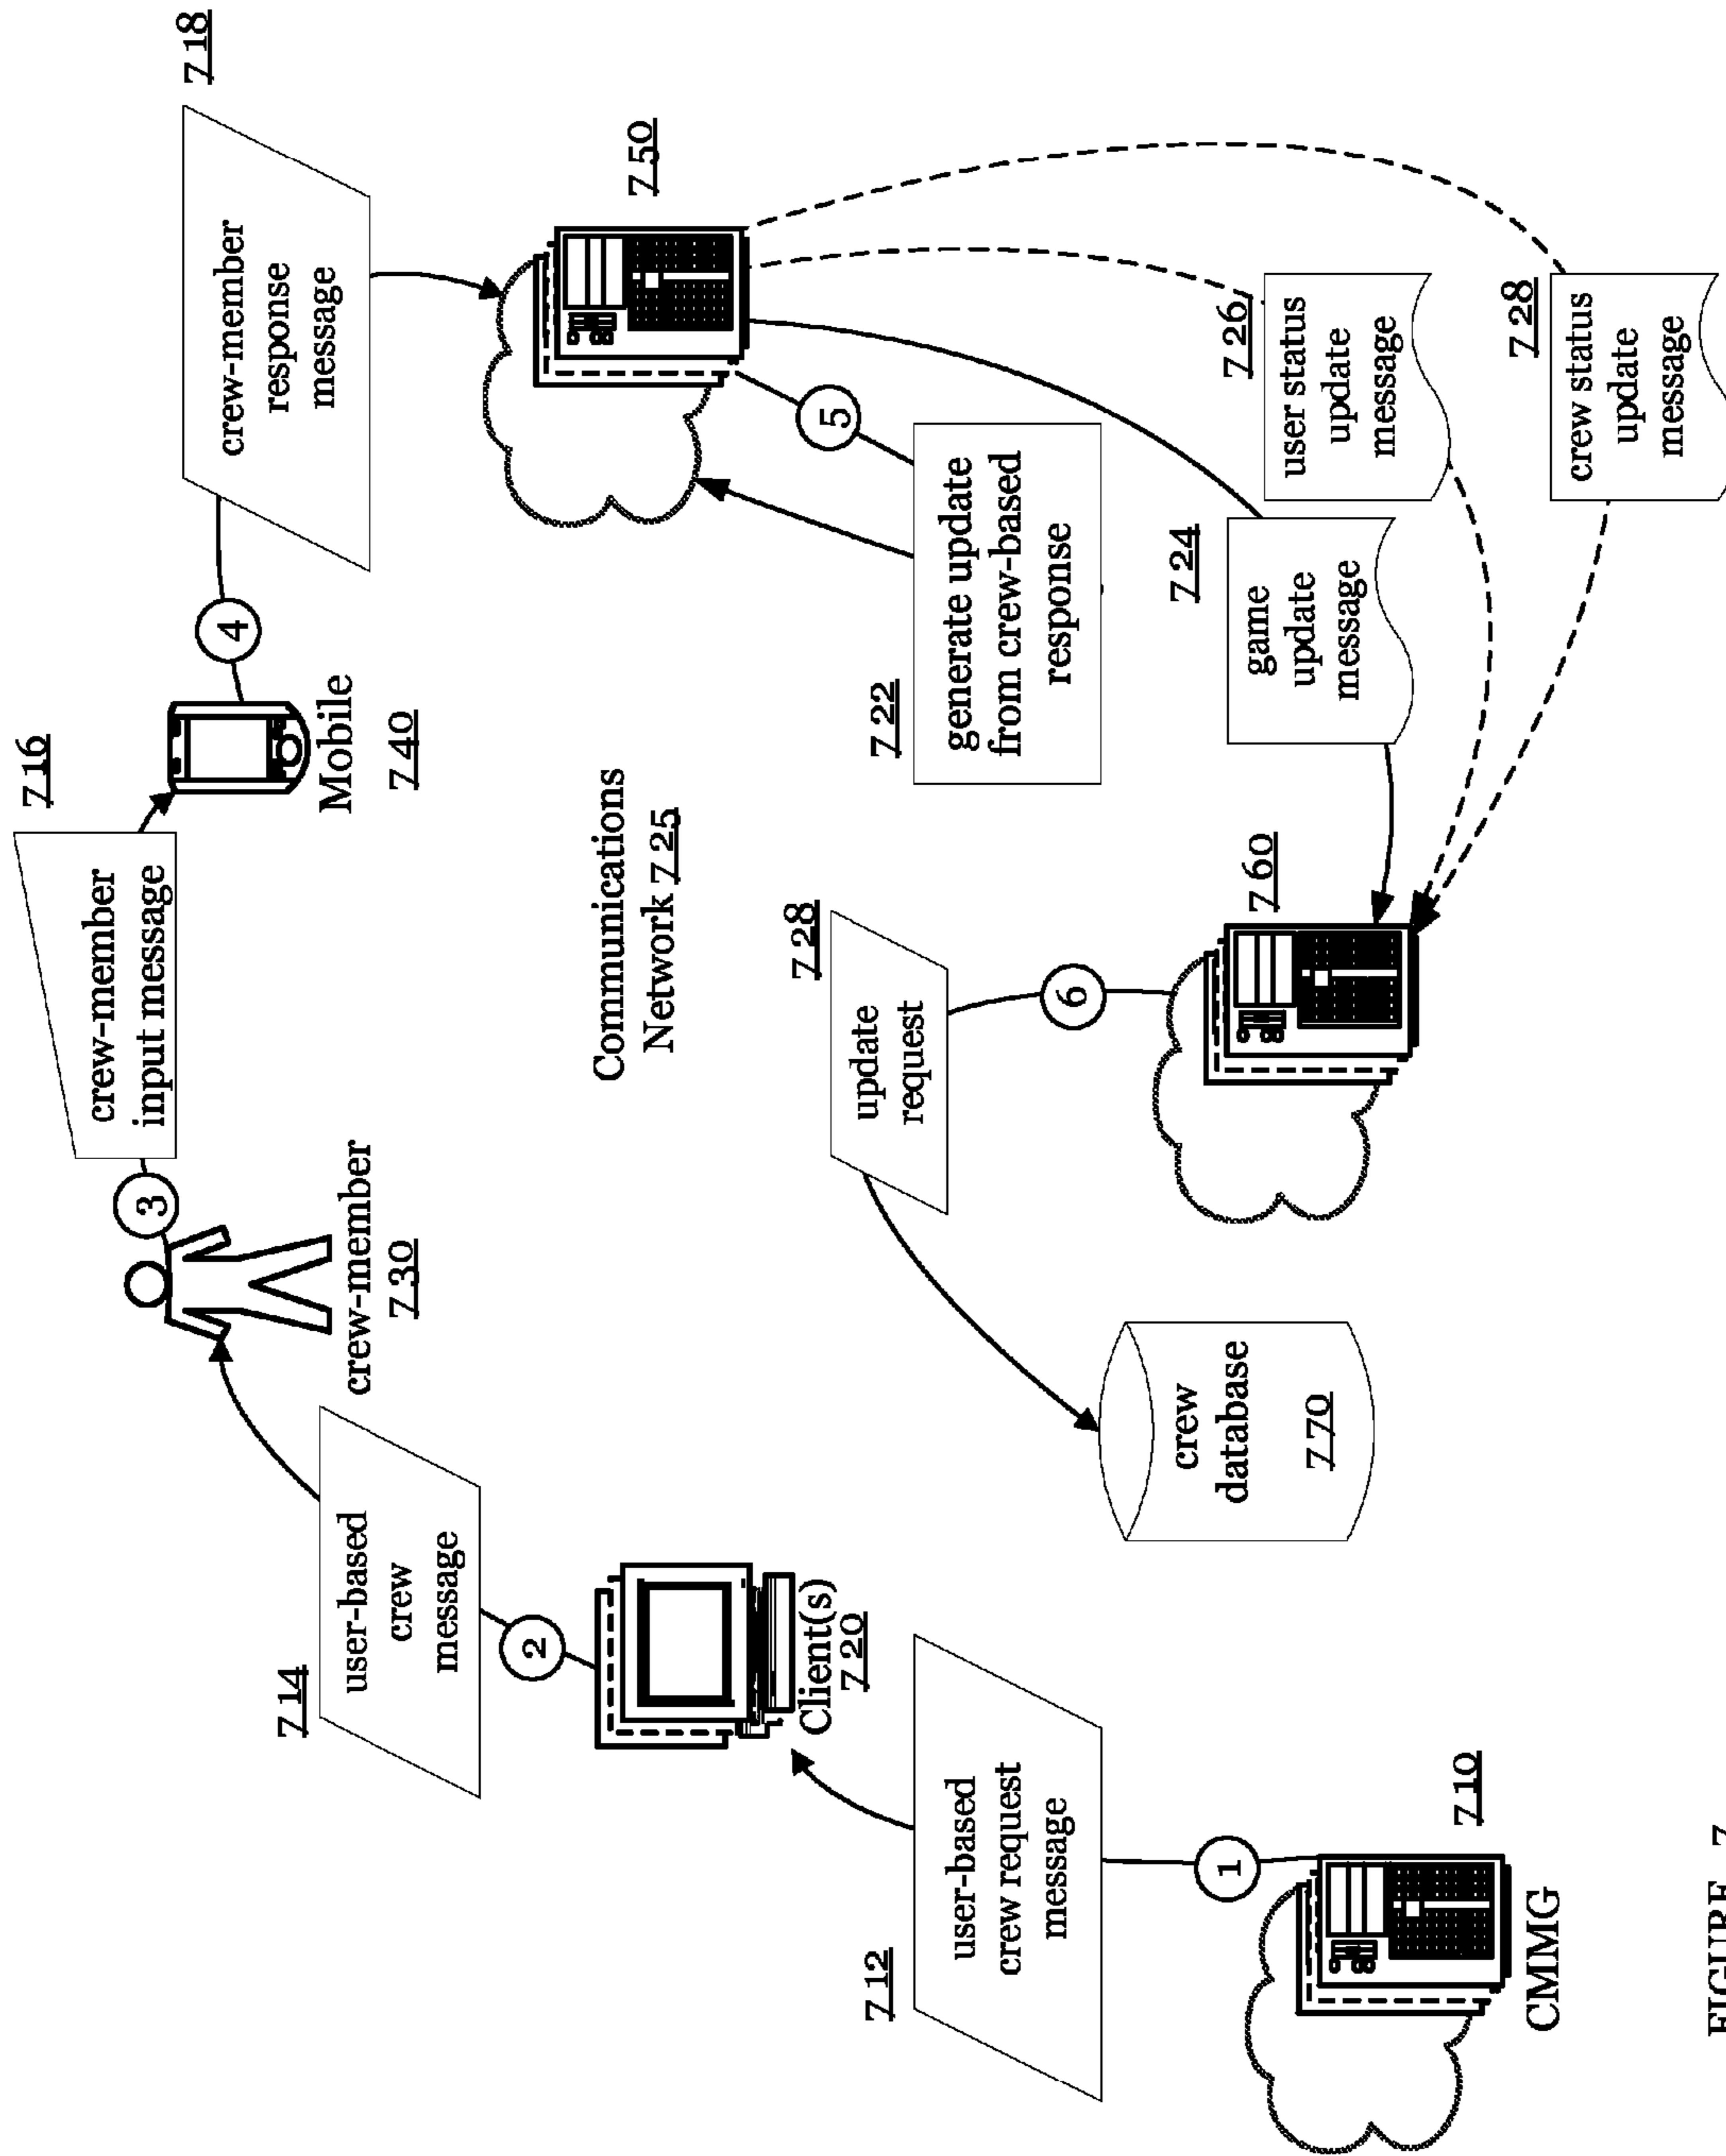 712
user-based
crew request
message
1
710
CMMG
714
user-based
crew
message
2
Client(s)
720
crew-member
730
3
716
crew-member
input message
Mobile
740
4
718
crew-member
response
message
750
5
722
generate update
from crew-based
response
Communications
Network 725
724
game
update
message
726
user status
update
message
728
crew status
update
message
760
6
728
update
request
crew
database
770
FIGURE 7